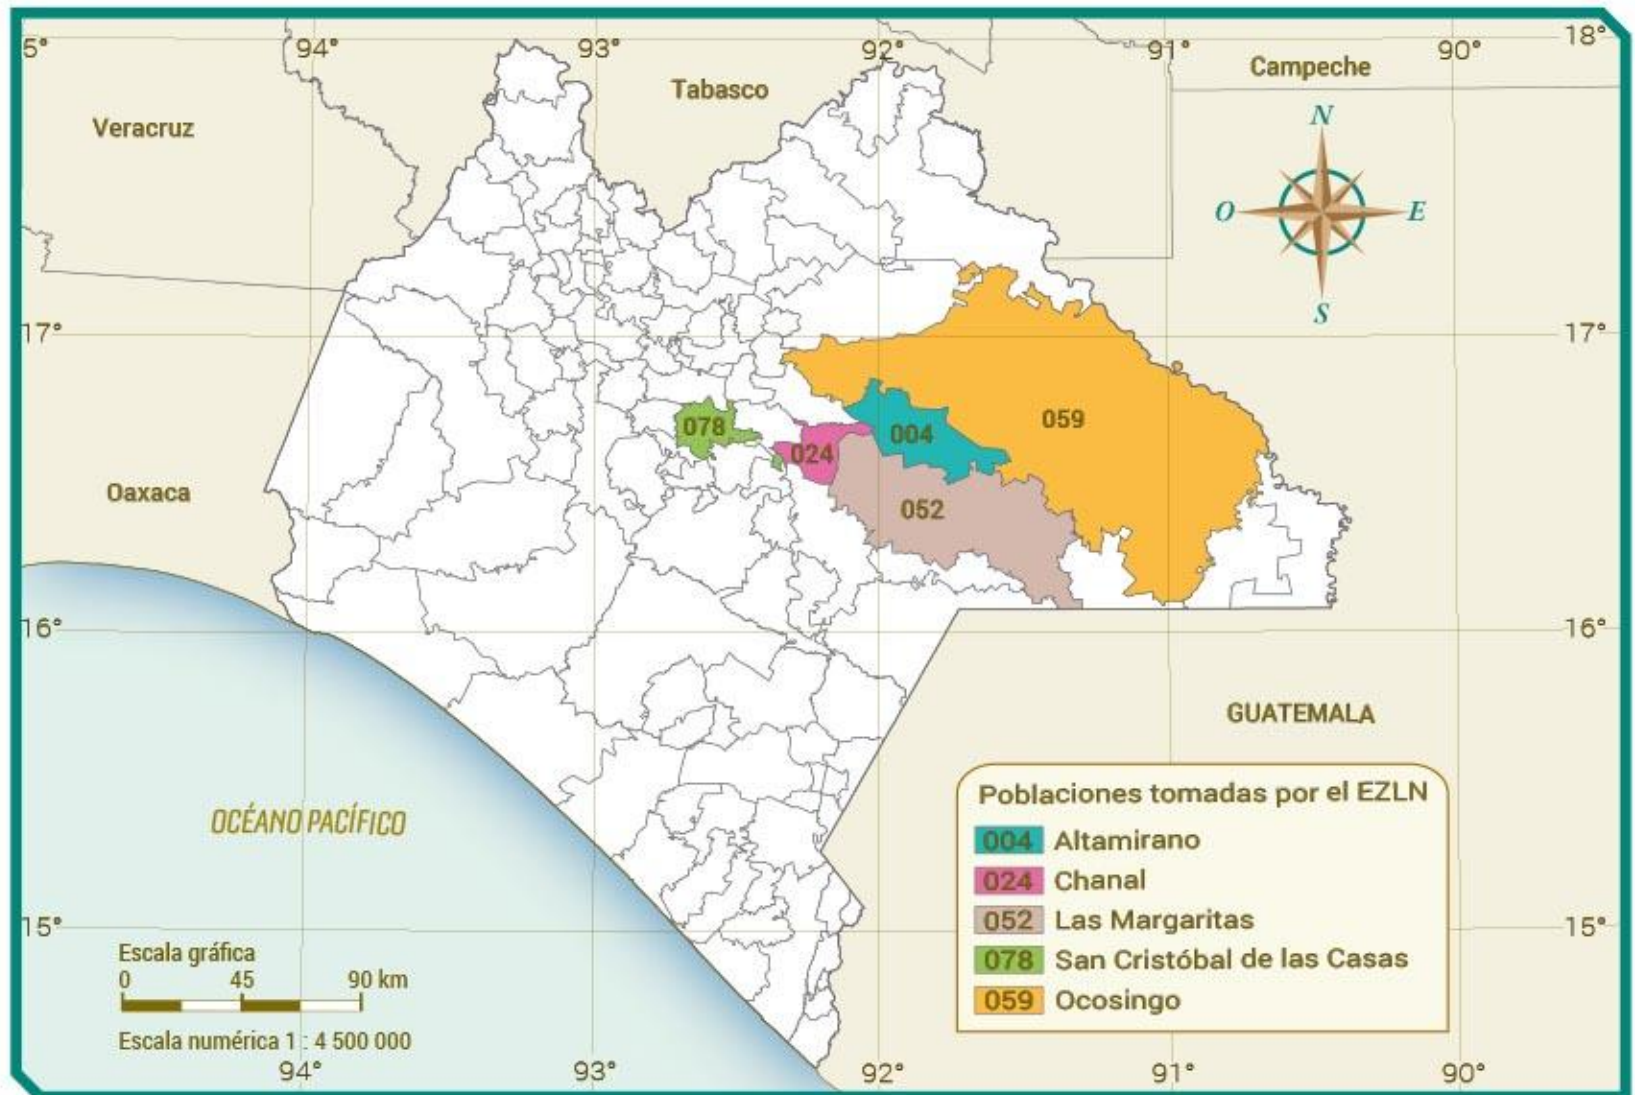 5°
94°
93°
92°
91°
90°
18°
Campeche
Tabasco
Veracruz
N
O
E
S
17°
17°
059
078
004
024
Oaxaca
052
16°
16°
GUATEMALA
Poblaciones tomadas por el EZLN
004 Altamirano
024 Chanal
052 Las Margaritas
078 San Cristóbal de las Casas
059 Ocosingo
OCÉANO PACÍFICO
15°
15°
Escala gráfica
0 45 90 km
Escala numérica 1 : 4 500 000
94°
93°
92°
91°
90°